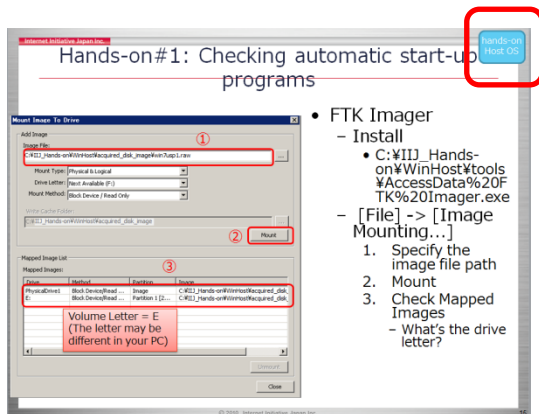 Internet Initiative Japan Inc.
hands-on
Host OS
Hands-on#1: Checking automatic start-up
programs
Mount Image To Drive
Add Image
Image File:
C:¥IIJ_Hands-on¥WinHost¥acquired_disk_image¥win7usp1.raw
...
Mount Type: Physical & Logical
Drive Letter: Next Available (F:)
Mount Method: Block Device / Read Only
Write Cache Folder:
C:¥IIJ_Hands-on¥WinHost¥acquired_disk_image
...
① 
② Mount
Mapped Image List
Mapped Images:
③
Drive Method Partition Image
PhysicalDrive1 Block Device/Read ... Image C:¥IIJ_Hands-on¥WinHost¥acquired_disk_
E: Block Device/Read ... Partition 1 [2... C:¥IIJ_Hands-on¥WinHost¥acquired_disk_
Volume Letter = E
(The letter may be
different in your PC)
Unmount
Close
• FTK Imager
– Install
• C:¥IIJ_Hands-
on¥WinHost¥tools
¥AccessData%20F
TK%20Imager.exe
– [File] -> [Image
Mounting...]
1. Specify the
image file path
2. Mount
3. Check Mapped
Images
– What's the drive
letter?
Internet Initiative Japan Inc.